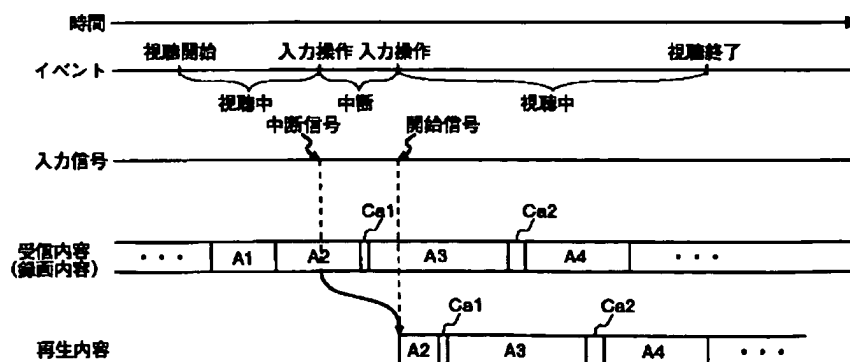 時間
視聴開始 入力操作 入力操作 視聴終了
イベント
視聴中 中断 視聴中
中断信号 開始信号
入力信号
Ca1 Ca2
受信内容 ・・・ A1 A2 A3 A4 ・・・
(録画内容)
Ca1 Ca2
再生内容 A2 A3 A4 ・・・